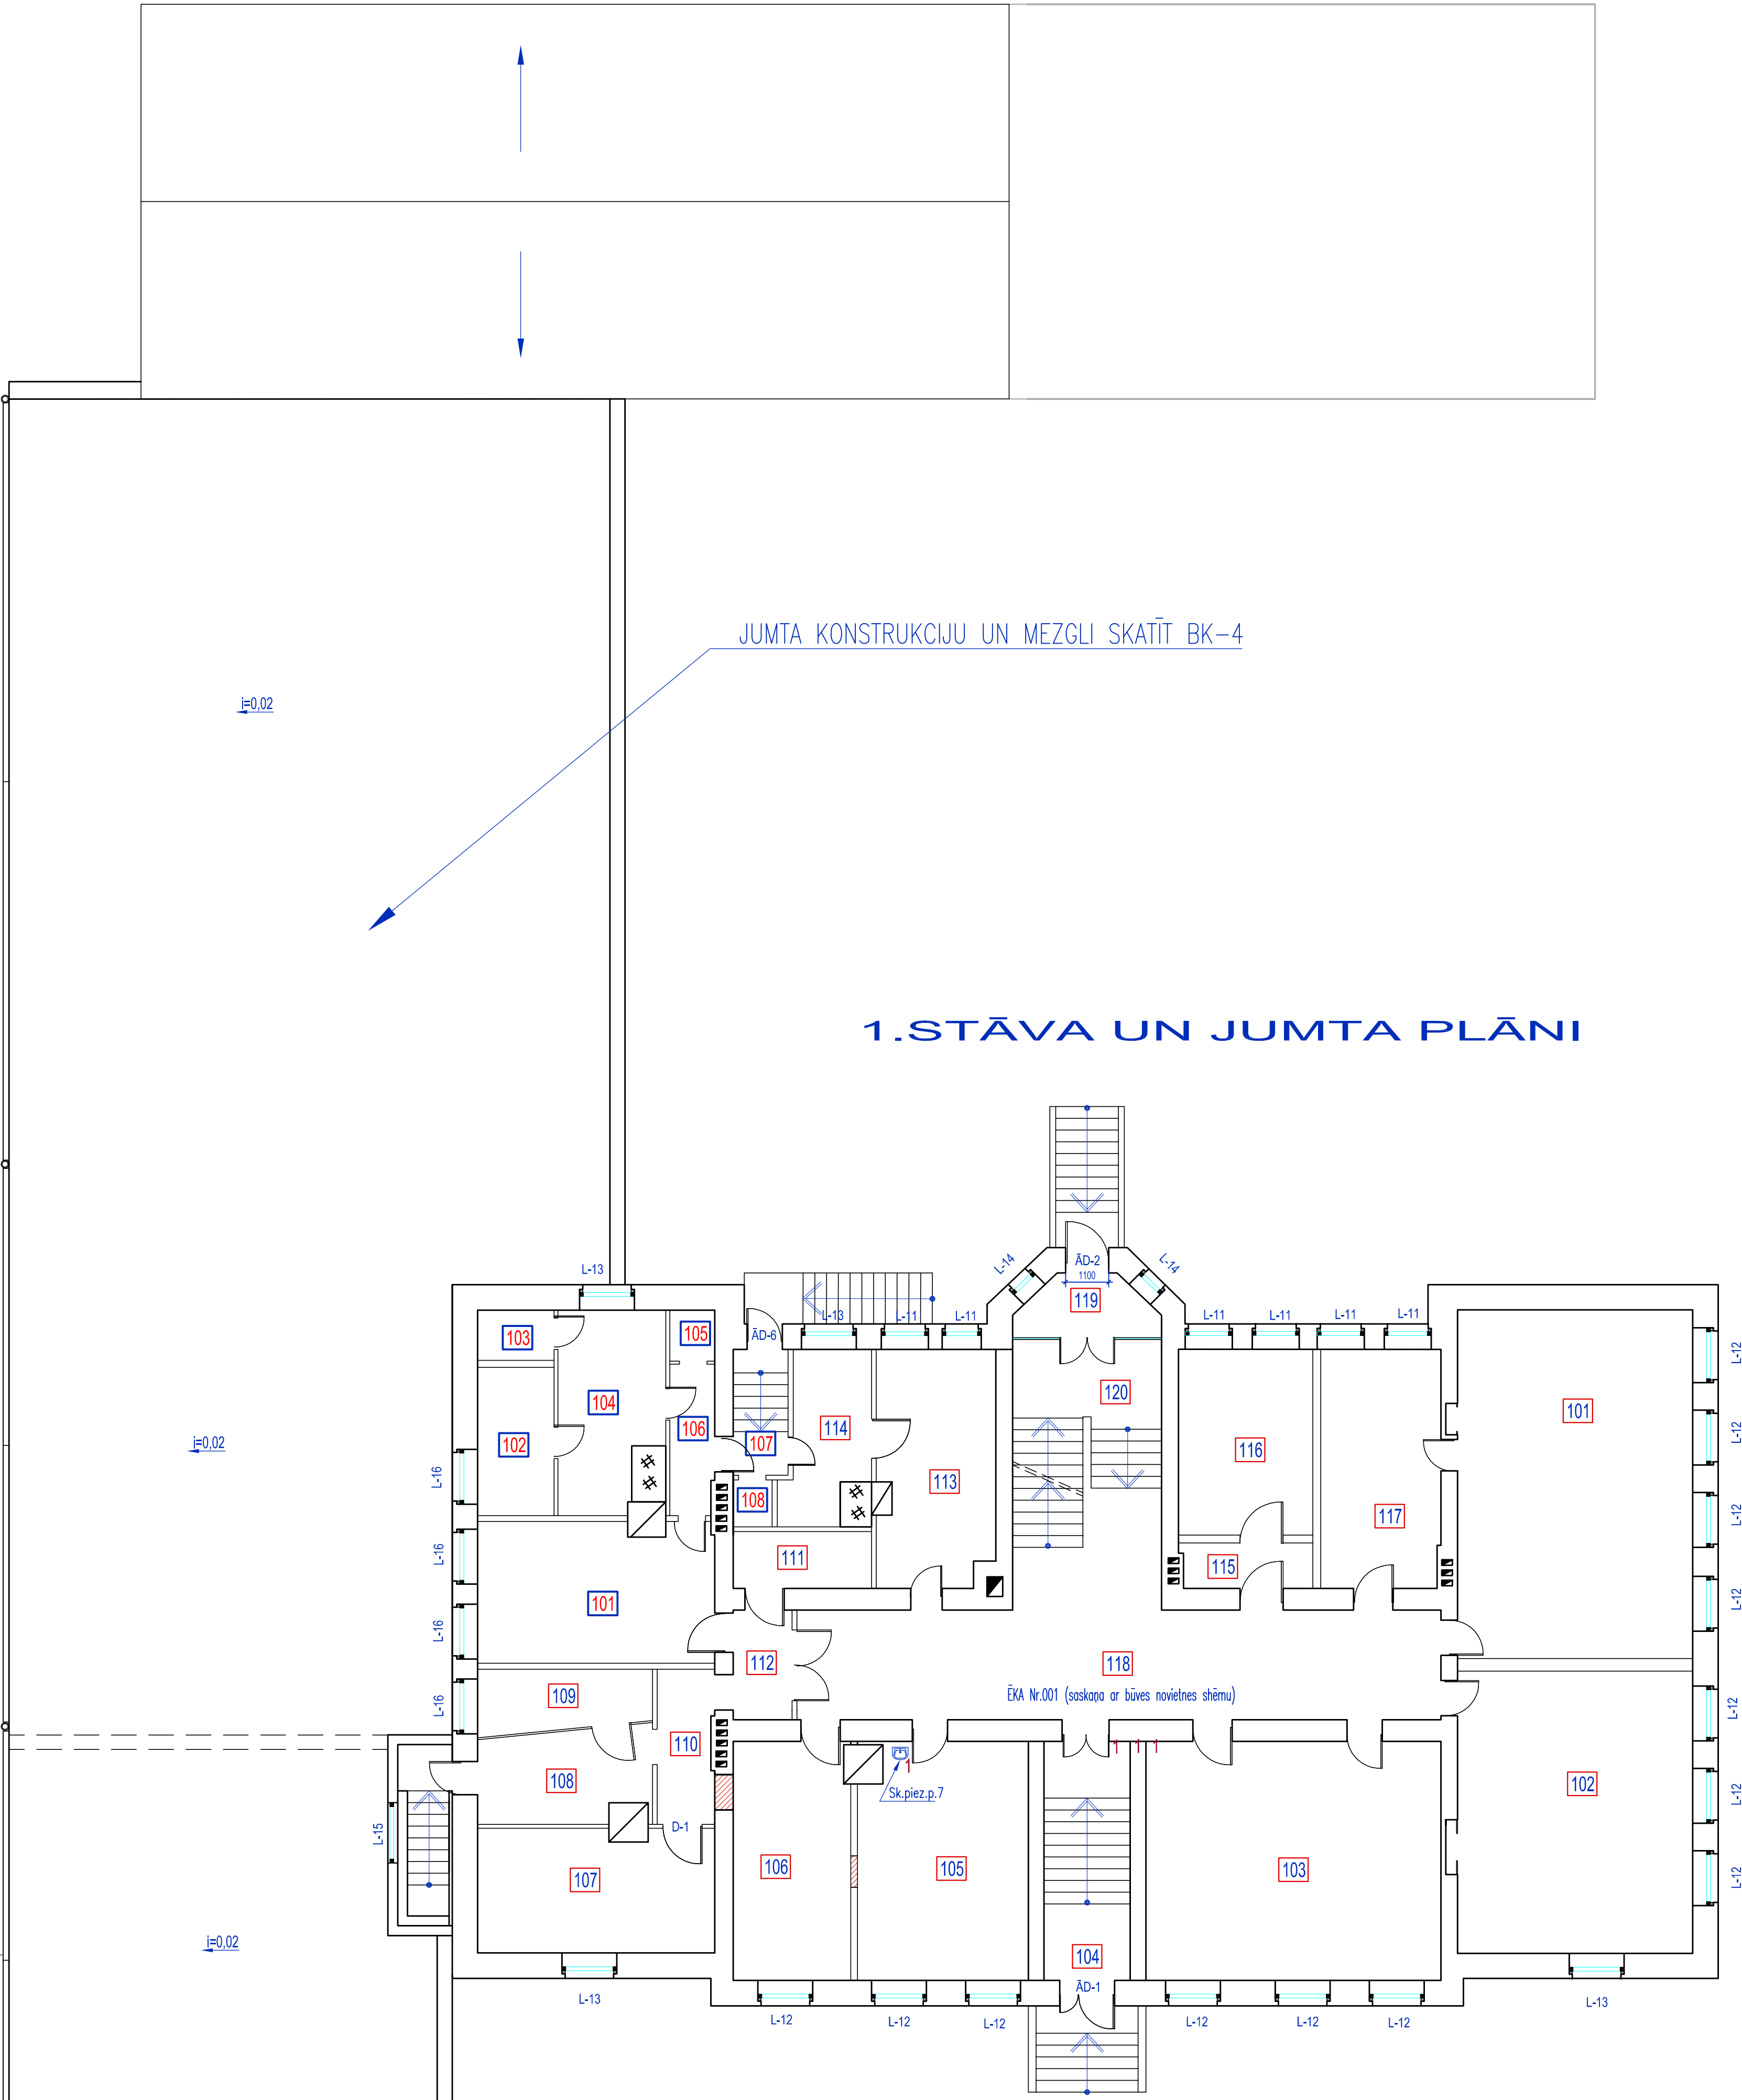 JUMTA KONSTRUKCIJU UN MEZGLI SKATĪT BK-4
i=0,02
1.STĀVA UN JUMTA PLĀNI
L-14
ĀD-2
1100
L-14
119
L-13
L-13
L-11
L-11
L-11
L-11
L-11
L-11
103
105
ĀD-6
L-12
104
106
107
114
120
101
102
116
L-12
i=0,02
L-16
108
113
117
L-12
L-16
111
115
101
L-12
L-16
112
118
109
ĒKA Nr.001 (saskaņa ar būves novietnes shēmu)
L-16
L-12
110
108
Sk.piez.p.7
1
1
1
1
102
L-12
L-15
D-1
107
106
105
103
L-12
i=0,02
104
ĀD-1
L-13
L-12
L-12
L-12
L-12
L-12
L-12
L-13